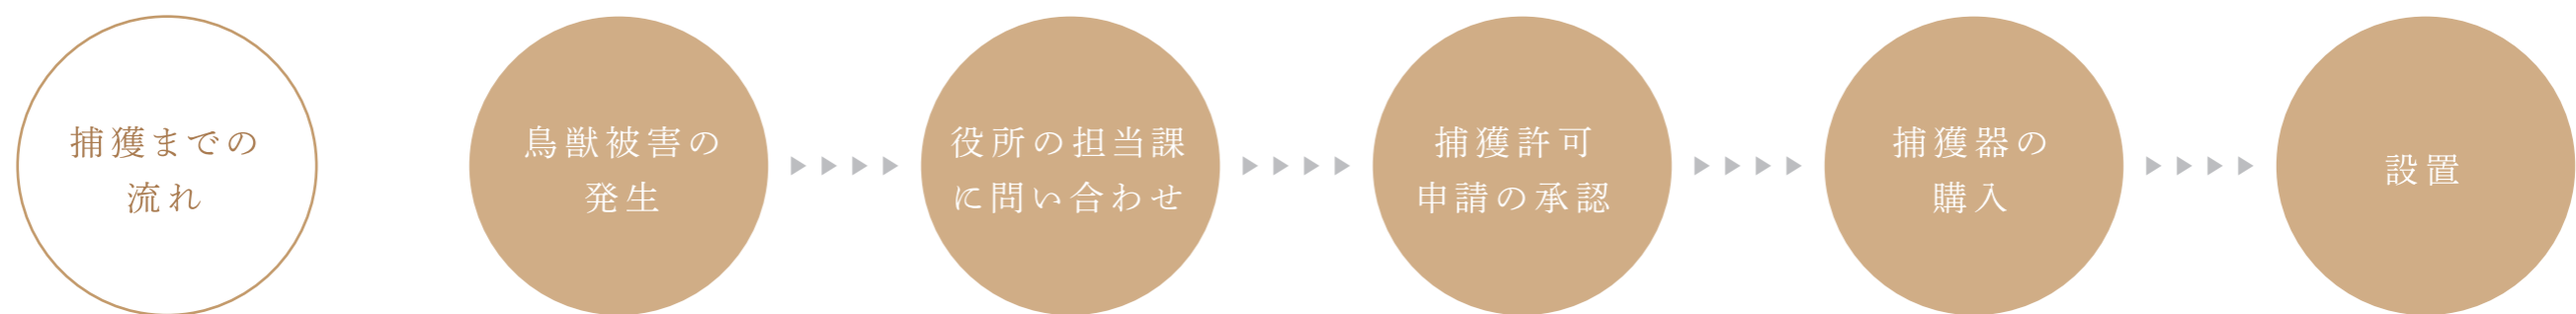 捕獲までの
流れ
鳥獣被害の
発生
役所の担当課
に問い合わせ
捕獲許可
申請の承認
捕獲器の
購入
設置